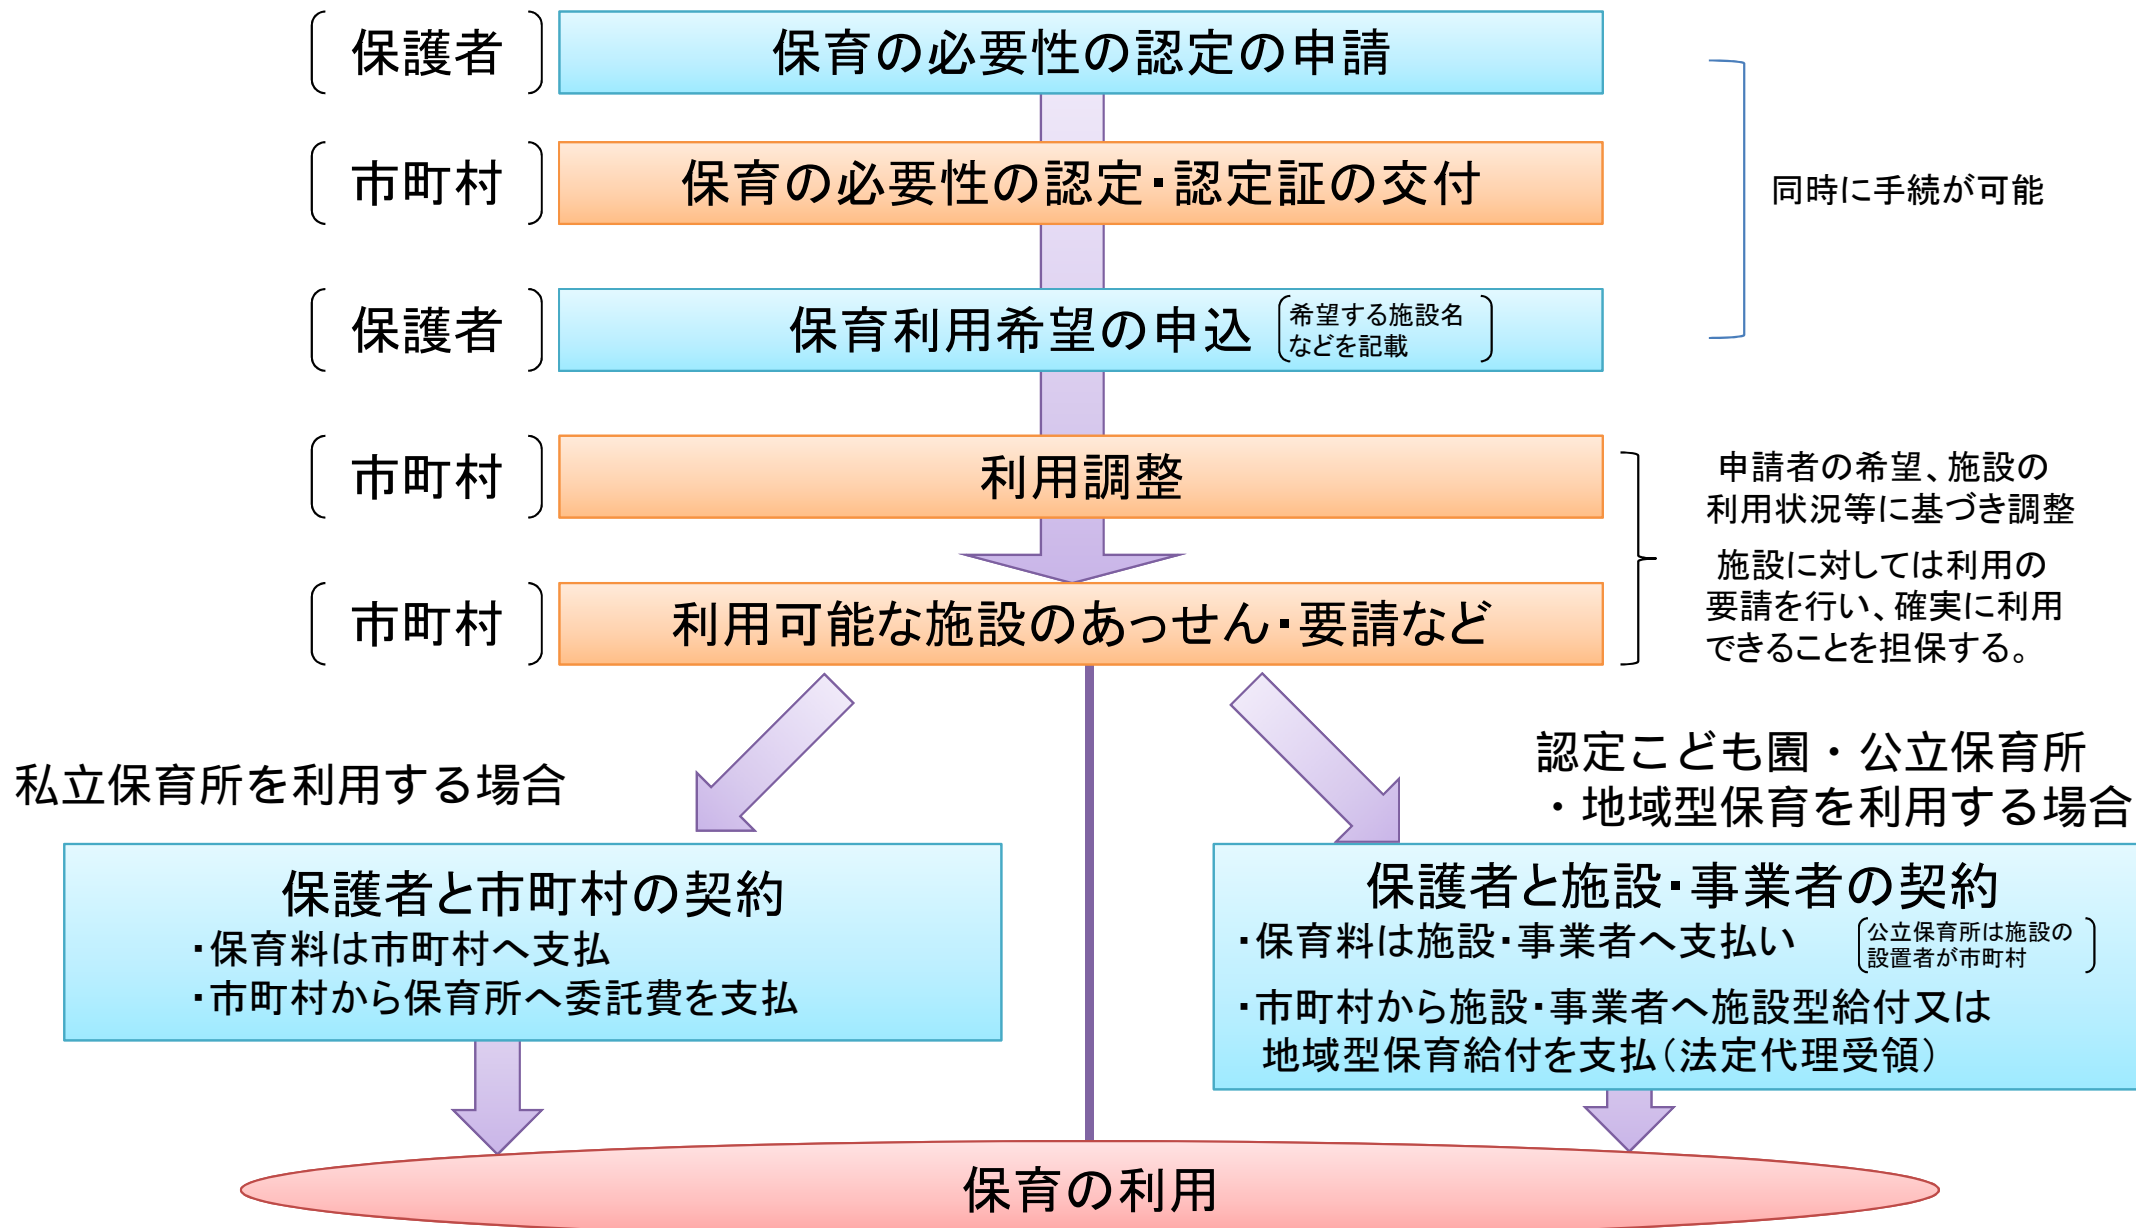 保護者
保育の必要性の認定の申請
市町村
保育の必要性の認定・認定証の交付
同時に手続が可能
保護者
保育利用希望の申込
希望する施設名
などを記載
市町村
利用調整
申請者の希望、施設の
利用状況等に基づき調整
市町村
利用可能な施設のあっせん・要請など
施設に対しては利用の
要請を行い、確実に利用
できることを担保する。
私立保育所を利用する場合
保護者と市町村の契約
・保育料は市町村へ支払
・市町村から保育所へ委託費を支払
認定こども園・公立保育所
・地域型保育を利用する場合
保護者と施設・事業者の契約
・保育料は施設・事業者へ支払い
公立保育所は施設の
設置者が市町村
・市町村から施設・事業者へ施設型給付又は
地域型保育給付を支払(法定代理受領)
保育の利用